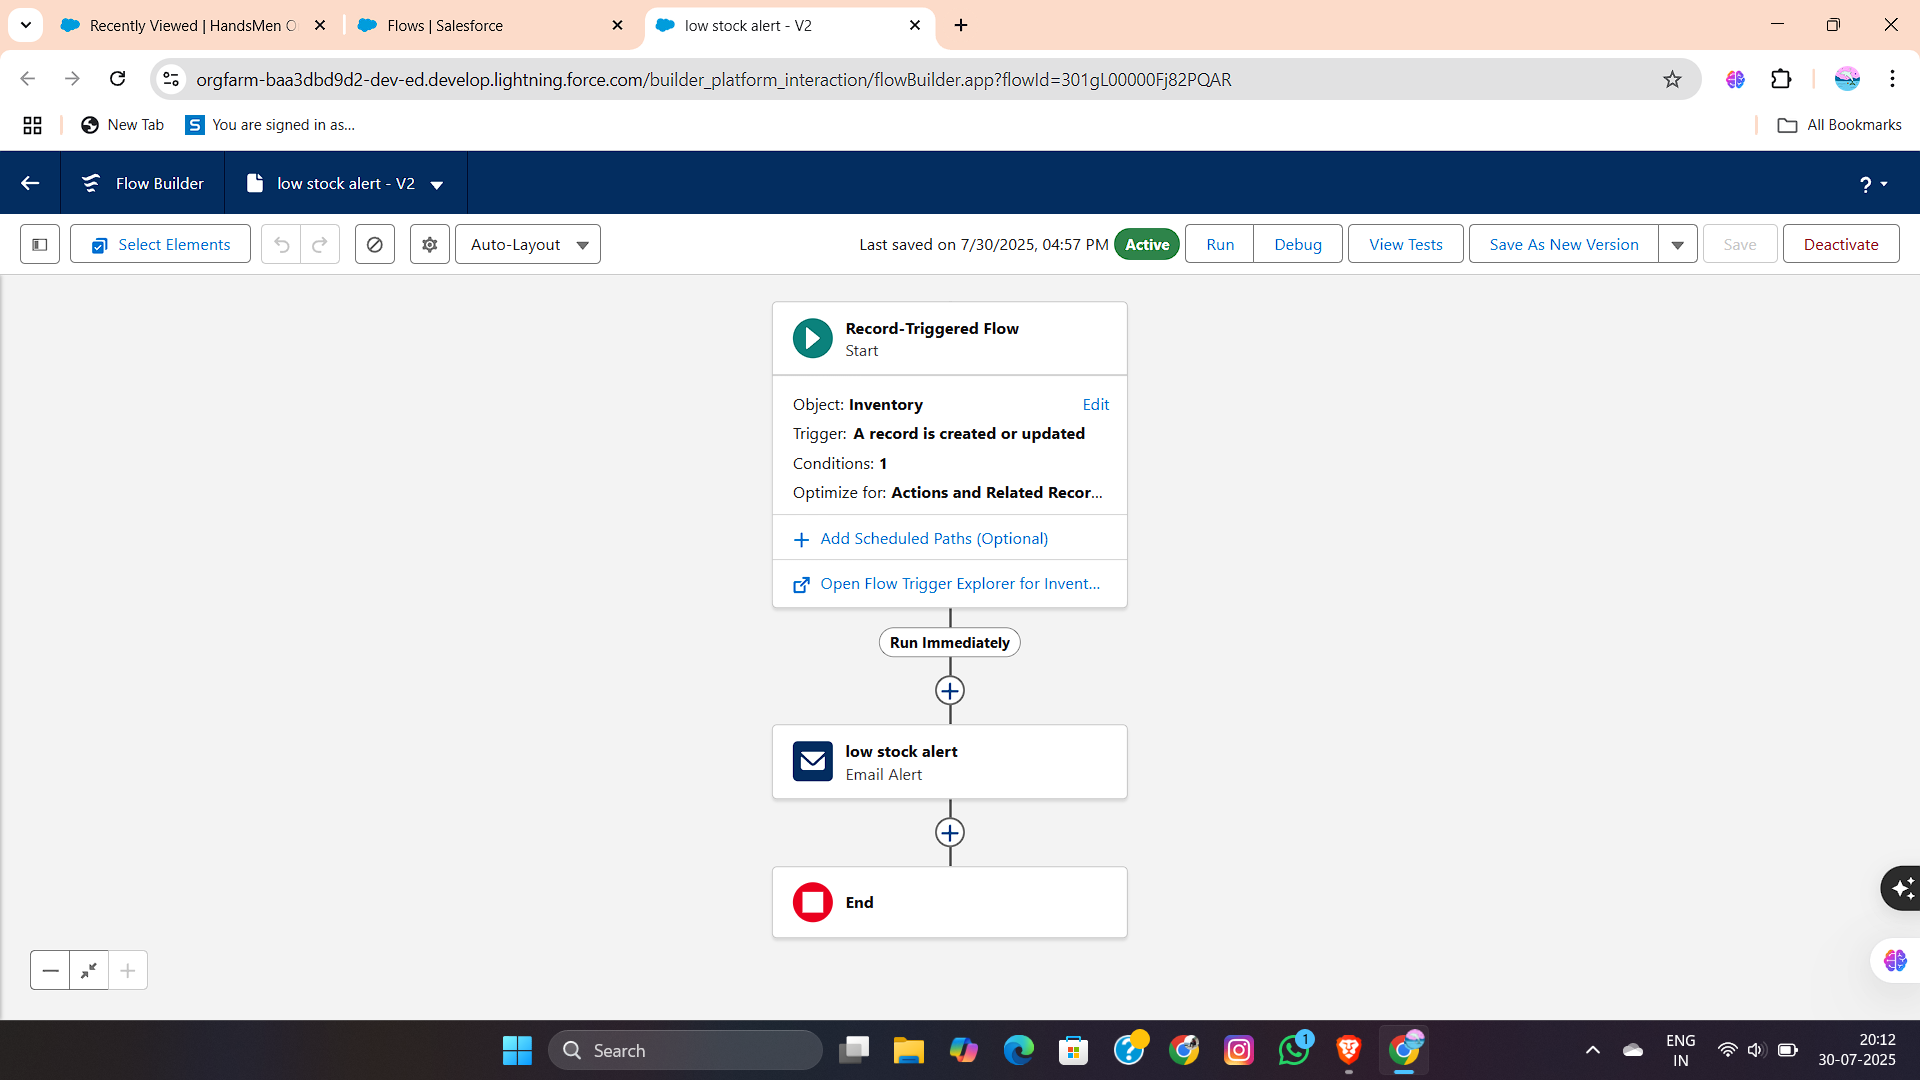 Recently Viewed | HandsMen O
Flows | Salesforce
low stock alert - V2
orgfarm-baa3dbd9d2-dev-ed.develop.lightning.force.com/builder_platform_interaction/flowBuilder.app?flowId=301gL00000Fj82PQAR
New Tab
S You are signed in as...
All Bookmarks
Flow Builder
low stock alert - V2
?
Select Elements
Auto-Layout
Last saved on 7/30/2025, 04:57 PM
Active
Run
Debug
View Tests
Save As New Version
Save
Deactivate
Record-Triggered Flow
Start
Object: Inventory
Edit
Trigger: A record is created or updated
Conditions: 1
Optimize for: Actions and Related Recor...
Add Scheduled Paths (Optional)
Open Flow Trigger Explorer for Invent...
Run Immediately
low stock alert
Email Alert
End
Search
1
ENG
IN
20:12
30-07-2025